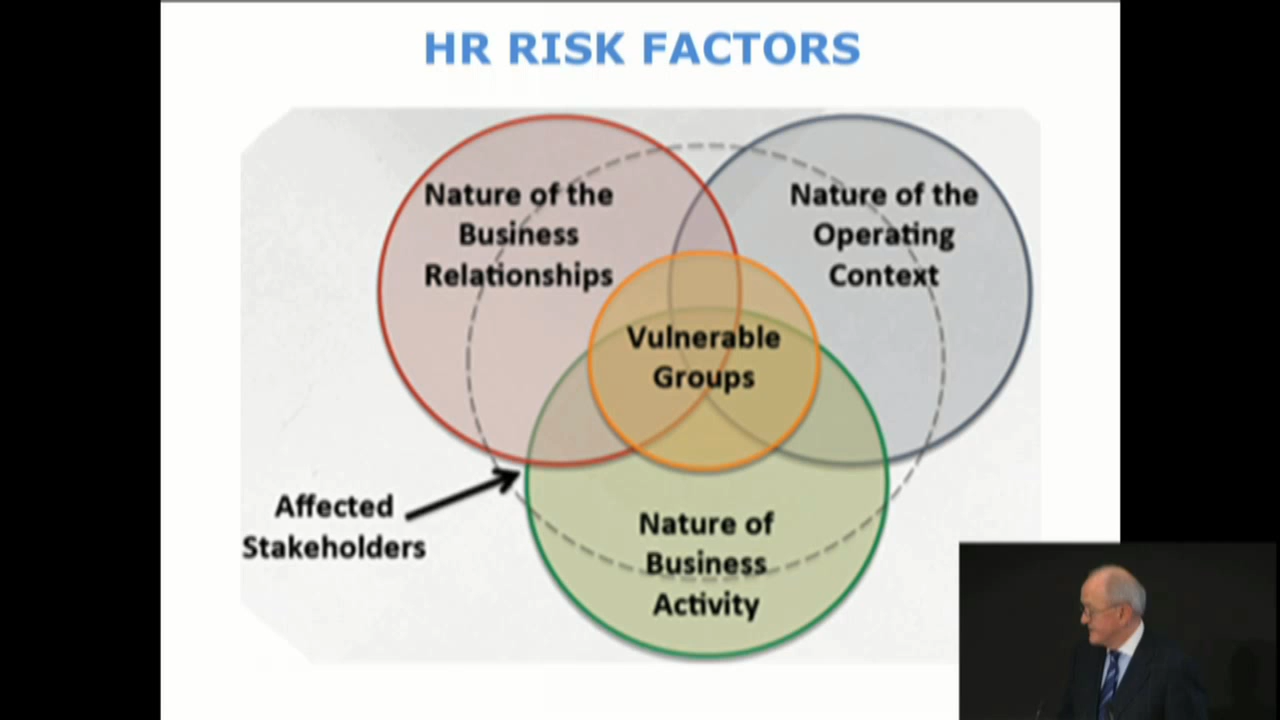 HR RISK FACTORS
Nature of the
Business
Relationships
Nature of the
Operating
Context
Vulnerable
Groups
Affected
Stakeholders
Nature of
Business
Activity